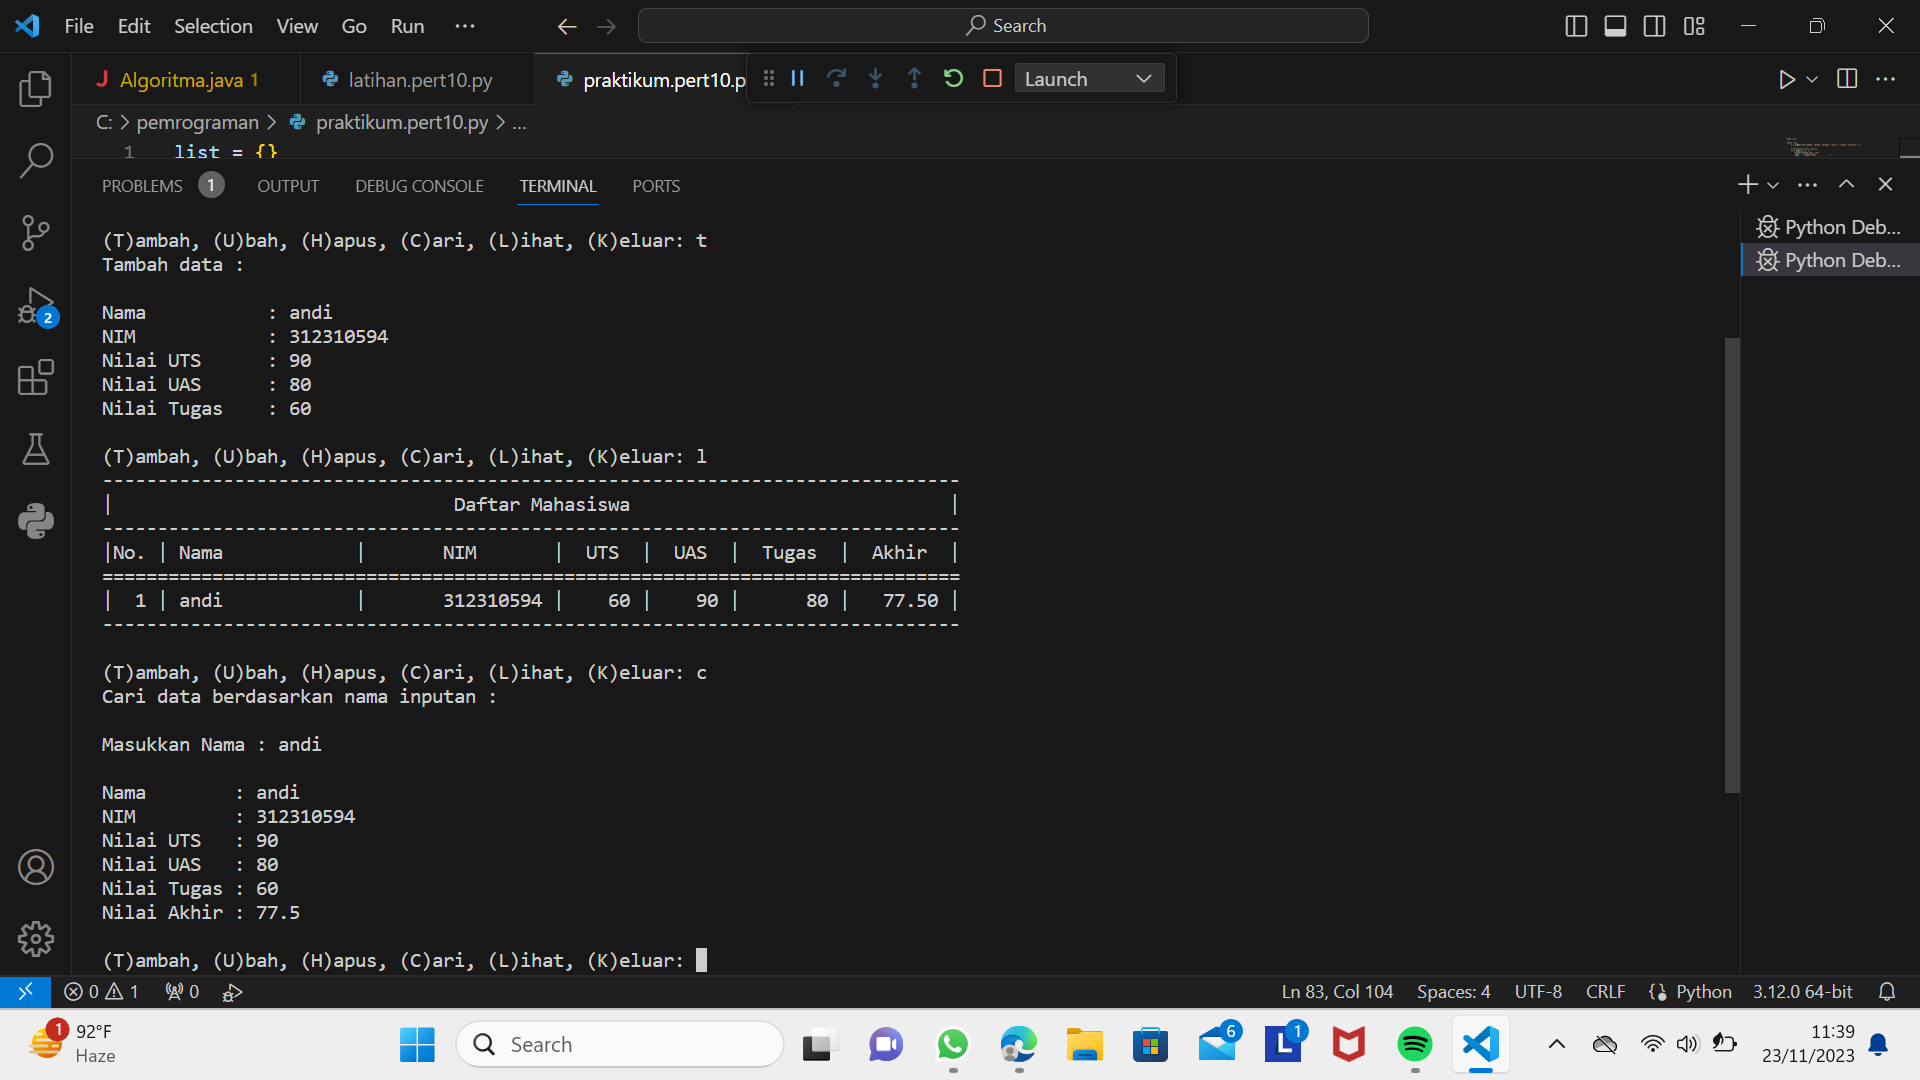 File Edit Selection View Go Run ··· Search
Algoritma.java 1 latihan.pert10.py praktikum.pert10.p Launch
C: > pemrograman > praktikum.pert10.py > ...
1 list = {}
PROBLEMS 1 OUTPUT DEBUG CONSOLE TERMINAL PORTS
Python Deb...
Python Deb...
(T)ambah, (U)bah, (H)apus, (C)ari, (L)ihat, (K)eluar: t
Tambah data :
Nama : andi
NIM : 312310594
Nilai UTS : 90
Nilai UAS : 80
Nilai Tugas : 60
(T)ambah, (U)bah, (H)apus, (C)ari, (L)ihat, (K)eluar: l
------------------------------------------------------------------------------
| Daftar Mahasiswa |
------------------------------------------------------------------------------
|No. | Nama | NIM | UTS | UAS | Tugas | Akhir |
==============================================================================
| 1 | andi | 312310594 | 60 | 90 | 80 | 77.50 |
------------------------------------------------------------------------------
(T)ambah, (U)bah, (H)apus, (C)ari, (L)ihat, (K)eluar: c
Cari data berdasarkan nama inputan :
Masukkan Nama : andi
Nama : andi
NIM : 312310594
Nilai UTS : 90
Nilai UAS : 80
Nilai Tugas : 60
Nilai Akhir : 77.5
(T)ambah, (U)bah, (H)apus, (C)ari, (L)ihat, (K)eluar:
2
0 1 0 Ln 83, Col 104 Spaces: 4 UTF-8 CRLF Python 3.12.0 64-bit
1 92°F
Haze
Search
6 L 1
11:39
23/11/2023